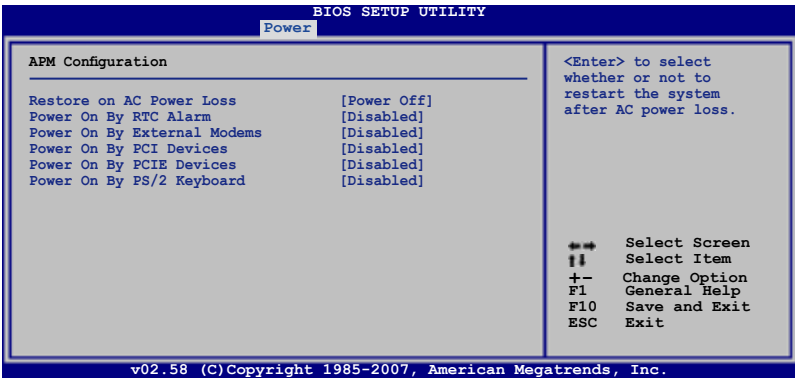 BIOS SETUP UTILITY
Power
APM Configuration
Restore on AC Power Loss [Power Off]
Power On By RTC Alarm [Disabled]
Power On By External Modems [Disabled]
Power On By PCI Devices [Disabled]
Power On By PCIE Devices [Disabled]
Power On By PS/2 Keyboard [Disabled]
<Enter> to select
whether or not to
restart the system
after AC power loss.
←→ Select Screen
↑↓ Select Item
+- Change Option
F1 General Help
F10 Save and Exit
ESC Exit
v02.58 (C)Copyright 1985-2007, American Megatrends, Inc.